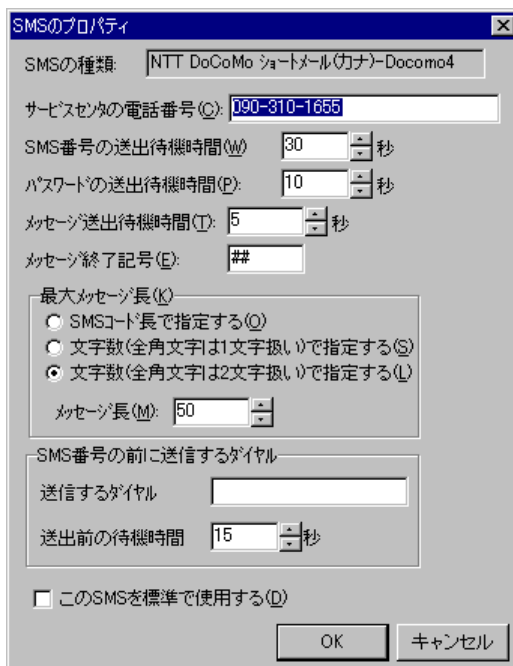 SMSのプロパティ
SMSの種類: NTT DoCoMo ショートメール(カナ)-Docomo4
サービスセンタの電話番号(C): 090-310-1655
SMS番号の送出待機時間(W) 30 秒
パスワードの送出待機時間(P): 10 秒
メッセージ送出待機時間(T): 5 秒
メッセージ終了記号(E): ##
最大メッセージ長(K)
SMSコード長で指定する(O)
文字数(全角文字は1文字扱い)で指定する(S)
文字数(全角文字は2文字扱い)で指定する(L)
メッセージ長(M): 50
SMS番号の前に送信するダイヤル
送信するダイヤル
送出前の待機時間 15 秒
このSMSを標準で使用する(D)
OK キャンセル